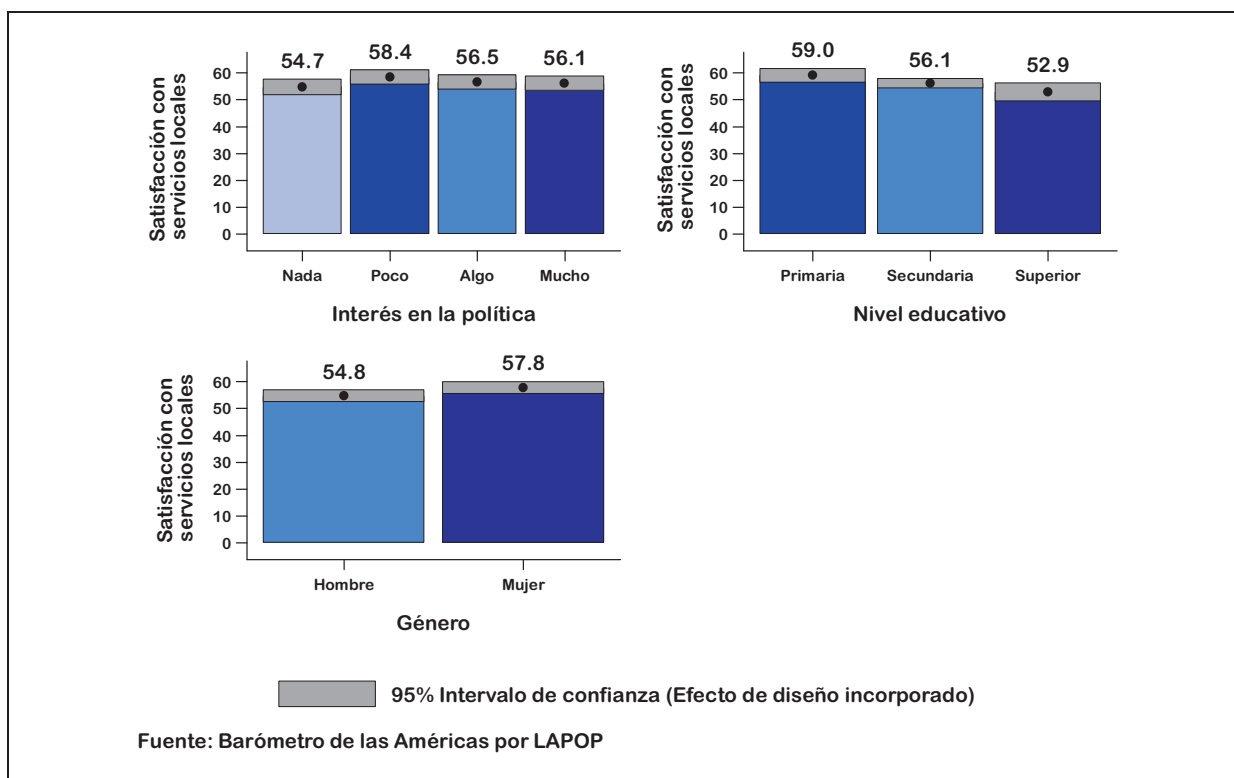 54.7
58.4
56.5
56.1
Satisfacción con
servicios locales
60
50
40
30
20
10
0
Nada
Poco
Algo
Mucho
Interés en la política
59.0
56.1
52.9
Satisfacción con
servicios locales
60
50
40
30
20
10
0
Primaria
Secundaria
Superior
Nivel educativo
54.8
57.8
Satisfacción con
servicios locales
60
50
40
30
20
10
0
Hombre
Mujer
Género
95% Intervalo de confianza (Efecto de diseño incorporado)
Fuente: Barómetro de las Américas por LAPOP